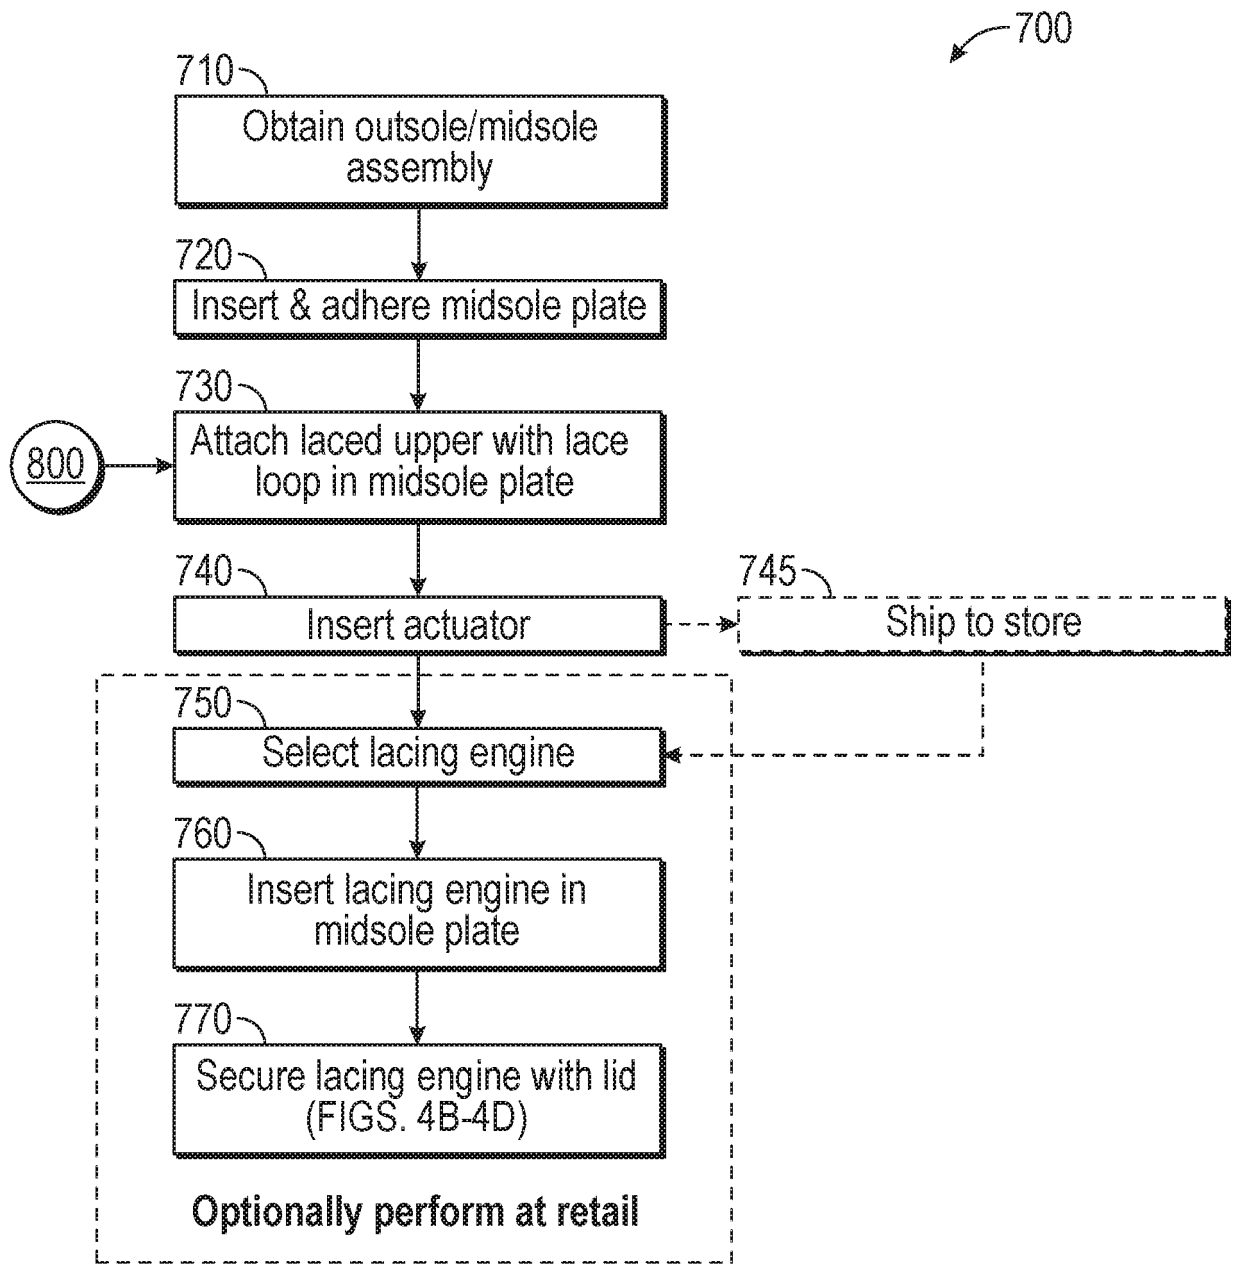 700
710
Obtain outsole/midsole
assembly
720
Insert & adhere midsole plate
730
800
Attach laced upper with lace
loop in midsole plate
740
Insert actuator
745
Ship to store
750
Select lacing engine
760
Insert lacing engine in
midsole plate
770
Secure lacing engine with lid
(FIGS. 4B-4D)
Optionally perform at retail